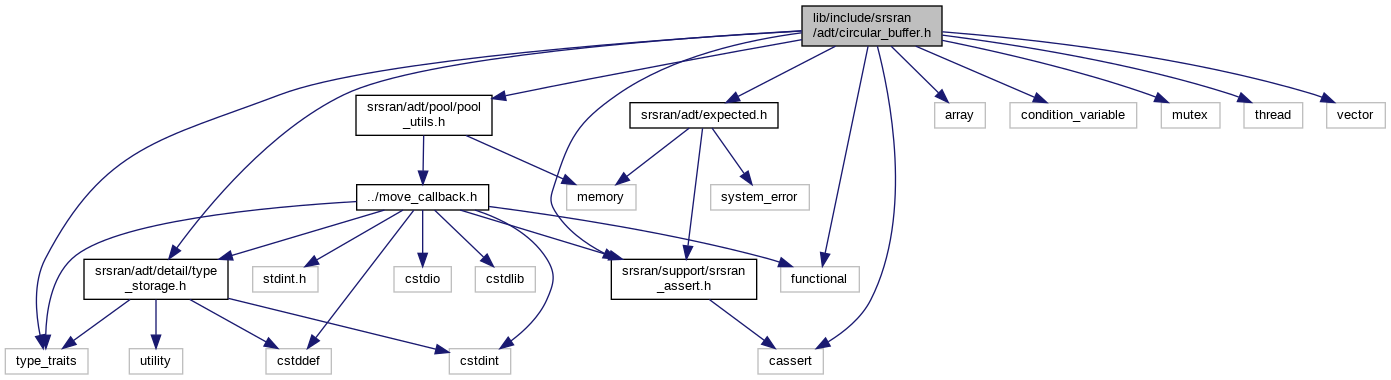 lib/include/srsran
/adt/circular_buffer.h
srsran/adt/pool/pool
_utils.h
srsran/adt/expected.h
array
condition_variable
mutex
thread
vector
../move_callback.h
memory
system_error
srsran/adt/detail/type
_storage.h
stdint.h
cstdio
cstdlib
srsran/support/srsran
_assert.h
functional
type_traits
utility
cstddef
cstdint
cassert